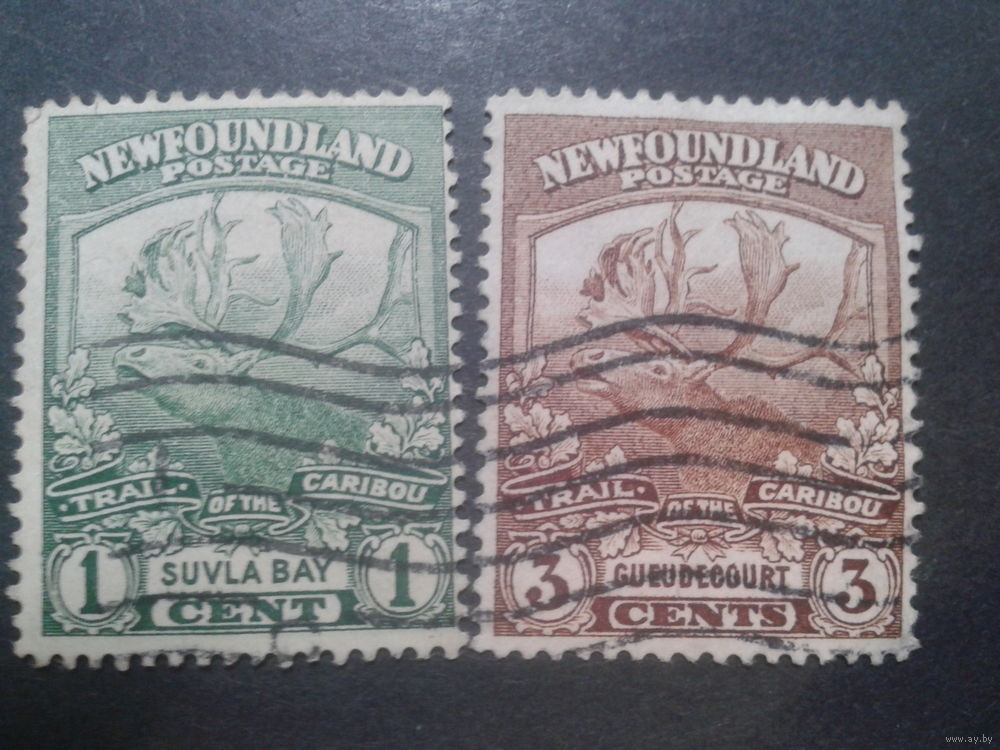 NEWFOUNDLAND
POSTAGE
TRAIL
OF THE
CARIBOU
1 SUVLA BAY 1
CENT
NEWFOUNDLAND
POSTAGE
TRAIL
OF THE
CARIBOU
3 GUEUDECOURT 3
CENTS
www.ay.by